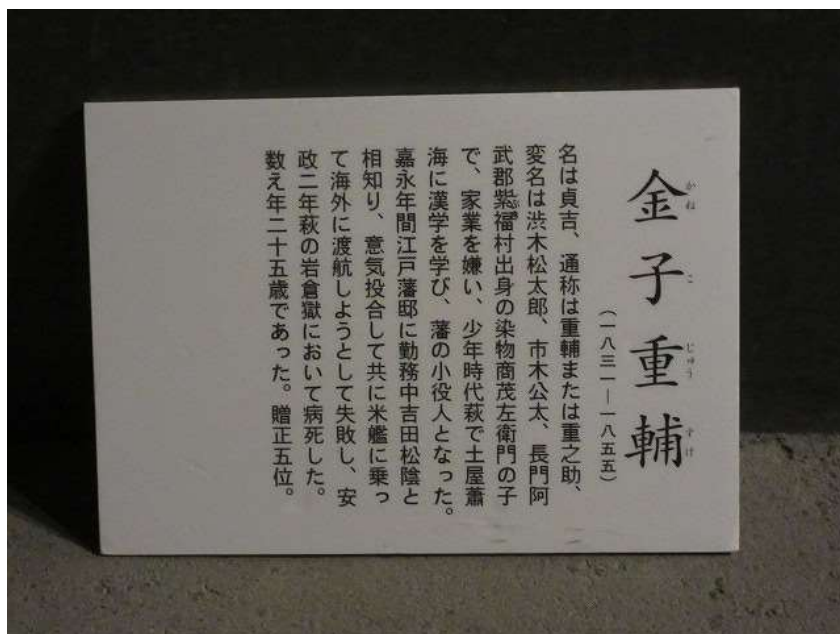 金子重輔
かねこじゅうすけ
（一八三一―一八五五）
名は貞吉、通称は重輔または重之助、
変名は渋木松太郎、市木公太、長門阿
武郡紫福村出身の染物商茂左衛門の子
で、家業を嫌い、少年時代萩で土屋蕭
海に漢学を学び、藩の小役人となった。
嘉永年間江戸藩邸に勤務中吉田松陰と
相知り、意気投合して共に米艦に乗っ
て海外に渡航しようとして失敗し、安
政二年萩の岩倉獄において病死した。
数え年二十五歳であった。贈正五位。